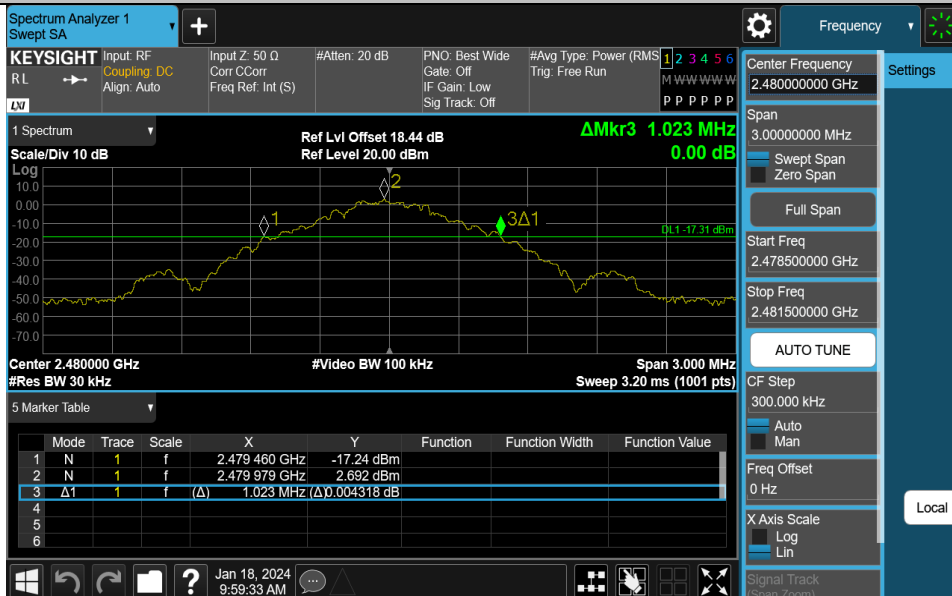 Spectrum Analyzer 1
Swept SA
+
Frequency
KEYSIGHT
RL
LXI
Input: RF
Coupling: DC
Align: Auto
Input Z: 50 Ω
Corr CCorr
Freq Ref: Int (S)
#Atten: 20 dB
PNO: Best Wide
Gate: Off
IF Gain: Low
Sig Track: Off
#Avg Type: Power (RMS
Trig: Free Run
1 2 3 4 5 6
M W W W W W
P P P P P P
1 Spectrum
Scale/Div 10 dB
Ref Lvl Offset 18.44 dB
Ref Level 20.00 dBm
ΔMkr3 1.023 MHz
0.00 dB
Log
10.0
0.00
-10.0
-20.0
-30.0
-40.0
-50.0
-60.0
-70.0
1
2
3Δ1
DL1 -17.31 dBm
Center 2.480000 GHz
#Video BW 100 kHz
Span 3.000 MHz
#Res BW 30 kHz
Sweep 3.20 ms (1001 pts)
5 Marker Table
Mode Trace Scale X Y Function Function Width Function Value
1 N 1 f 2.479 460 GHz -17.24 dBm
2 N 1 f 2.479 979 GHz 2.692 dBm
3 Δ1 1 f (Δ) 1.023 MHz (Δ)0.004318 dB
4
5
6
?
Jan 18, 2024
9:59:33 AM
Center Frequency
2.480000000 GHz
Settings
Span
3.00000000 MHz
Swept Span
Zero Span
Full Span
Start Freq
2.478500000 GHz
Stop Freq
2.481500000 GHz
AUTO TUNE
CF Step
300.000 kHz
Auto
Man
Freq Offset
0 Hz
Local
X Axis Scale
Log
Lin
Signal Track
(Span Zoom)